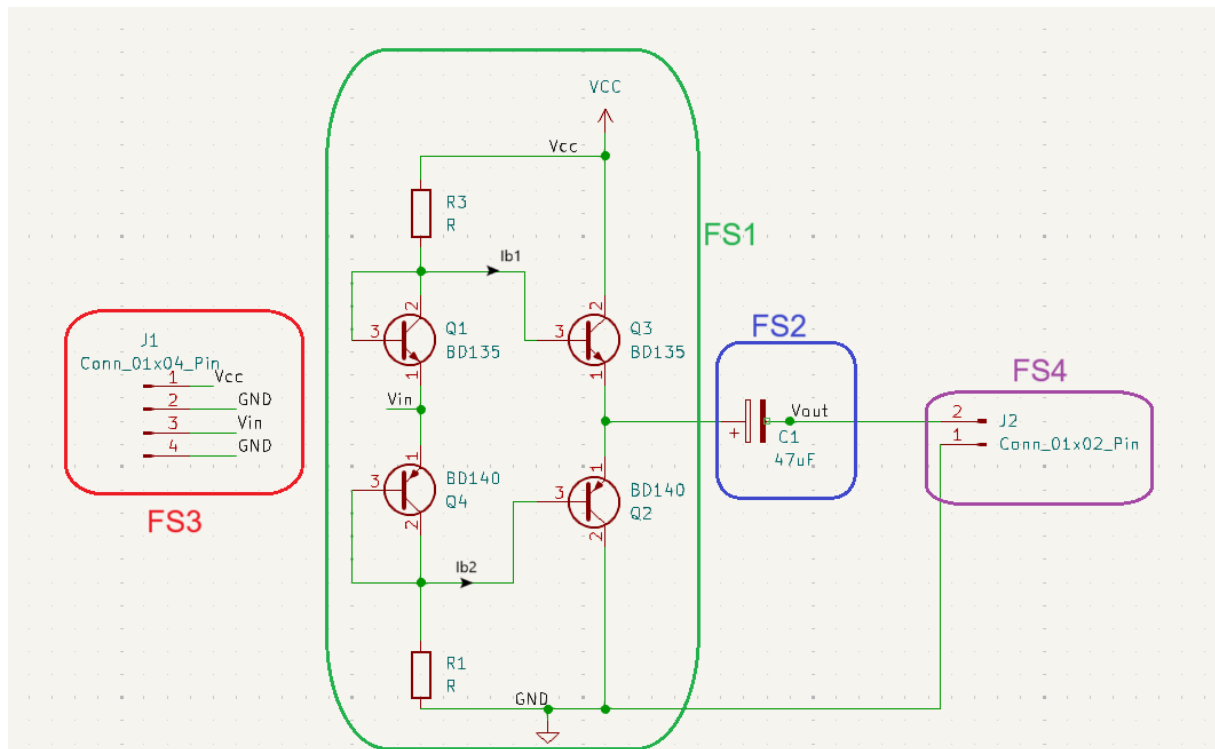 VCC
Vcc
R3
R
FS1
Ib1
2
3
Q1
BD135
1
2
3
Q3
BD135
1
J1
Conn_01x04_Pin
1
Vcc
2
GND
3
Vin
4
GND
FS3
Vin
FS2
Vout
+
C1
47uF
FS4
2
J2
1
Conn_01x02_Pin
1
3
BD140
Q4
2
1
3
BD140
Q2
2
Ib2
R1
R
GND